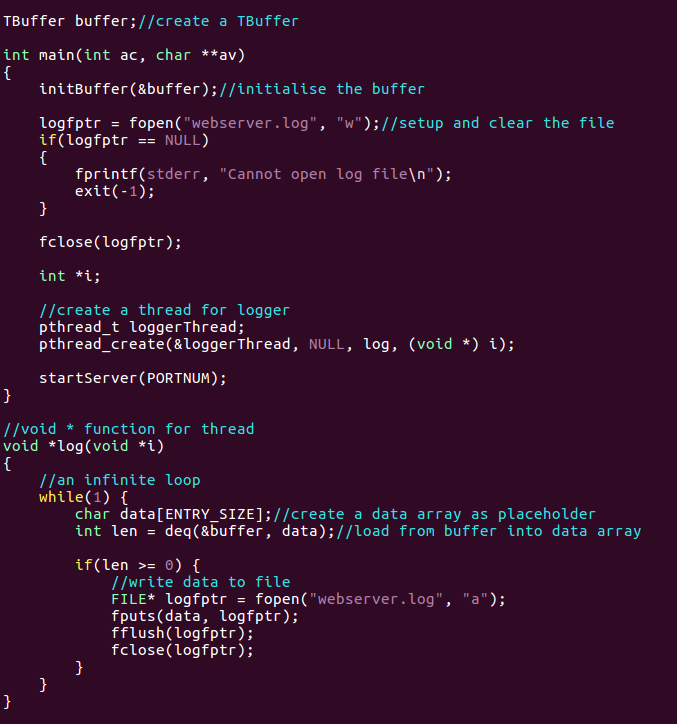 TBuffer buffer;//create a TBuffer

int main(int ac, char **av)
{
    initBuffer(&buffer);//initialise the buffer

    logfptr = fopen("webserver.log", "w");//setup and clear the file
    if(logfptr == NULL)
    {
        fprintf(stderr, "Cannot open log file\n");
        exit(-1);
    }

    fclose(logfptr);

    int *i;

    //create a thread for logger
    pthread_t loggerThread;
    pthread_create(&loggerThread, NULL, log, (void *) i);

    startServer(PORTNUM);
}

//void * function for thread
void *log(void *i)
{
    //an infinite loop
    while(1) {
        char data[ENTRY_SIZE];//create a data array as placeholder
        int len = deq(&buffer, data);//load from buffer into data array

        if(len >= 0) {
            //write data to file
            FILE* logfptr = fopen("webserver.log", "a");
            fputs(data, logfptr);
            fflush(logfptr);
            fclose(logfptr);
        }
    }
}